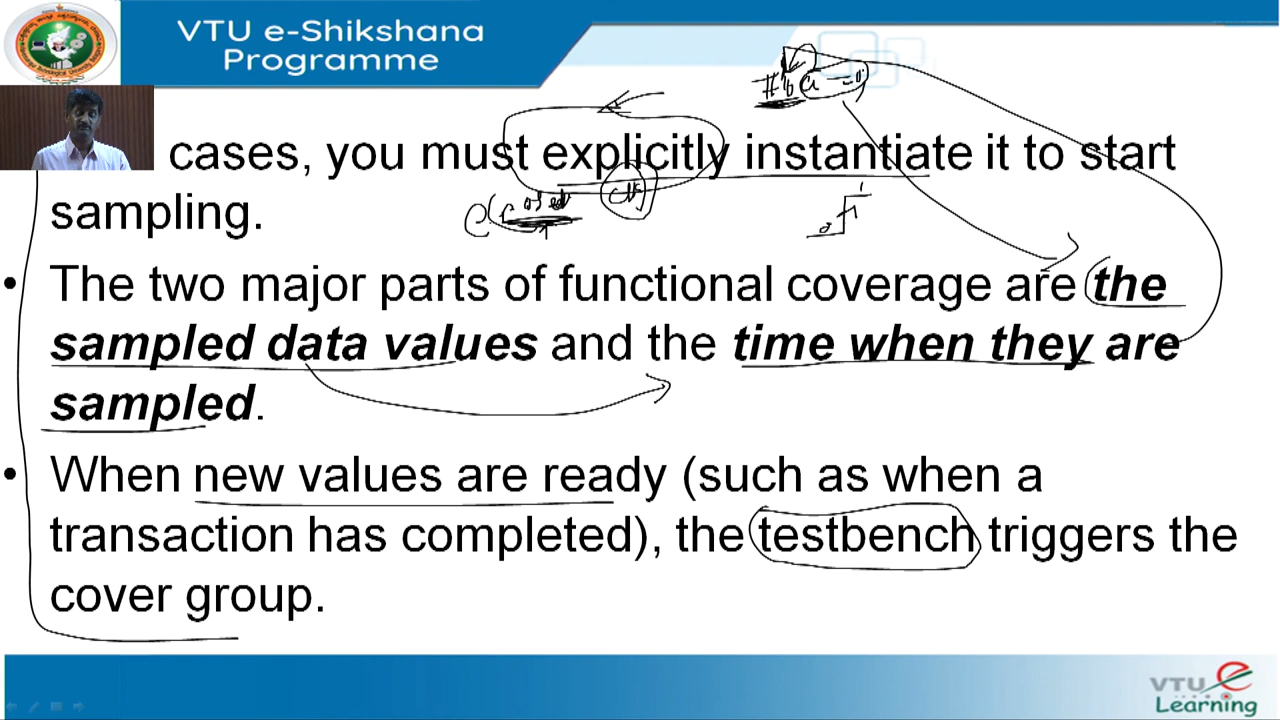 VTU e-Shikshana
Programme
cases, you must explicitly instantiate it to start
sampling.
• The two major parts of functional coverage are the
sampled data values and the time when they are
sampled.
• When new values are ready (such as when a
transaction has completed), the testbench triggers the
cover group.
VTU e
Learning